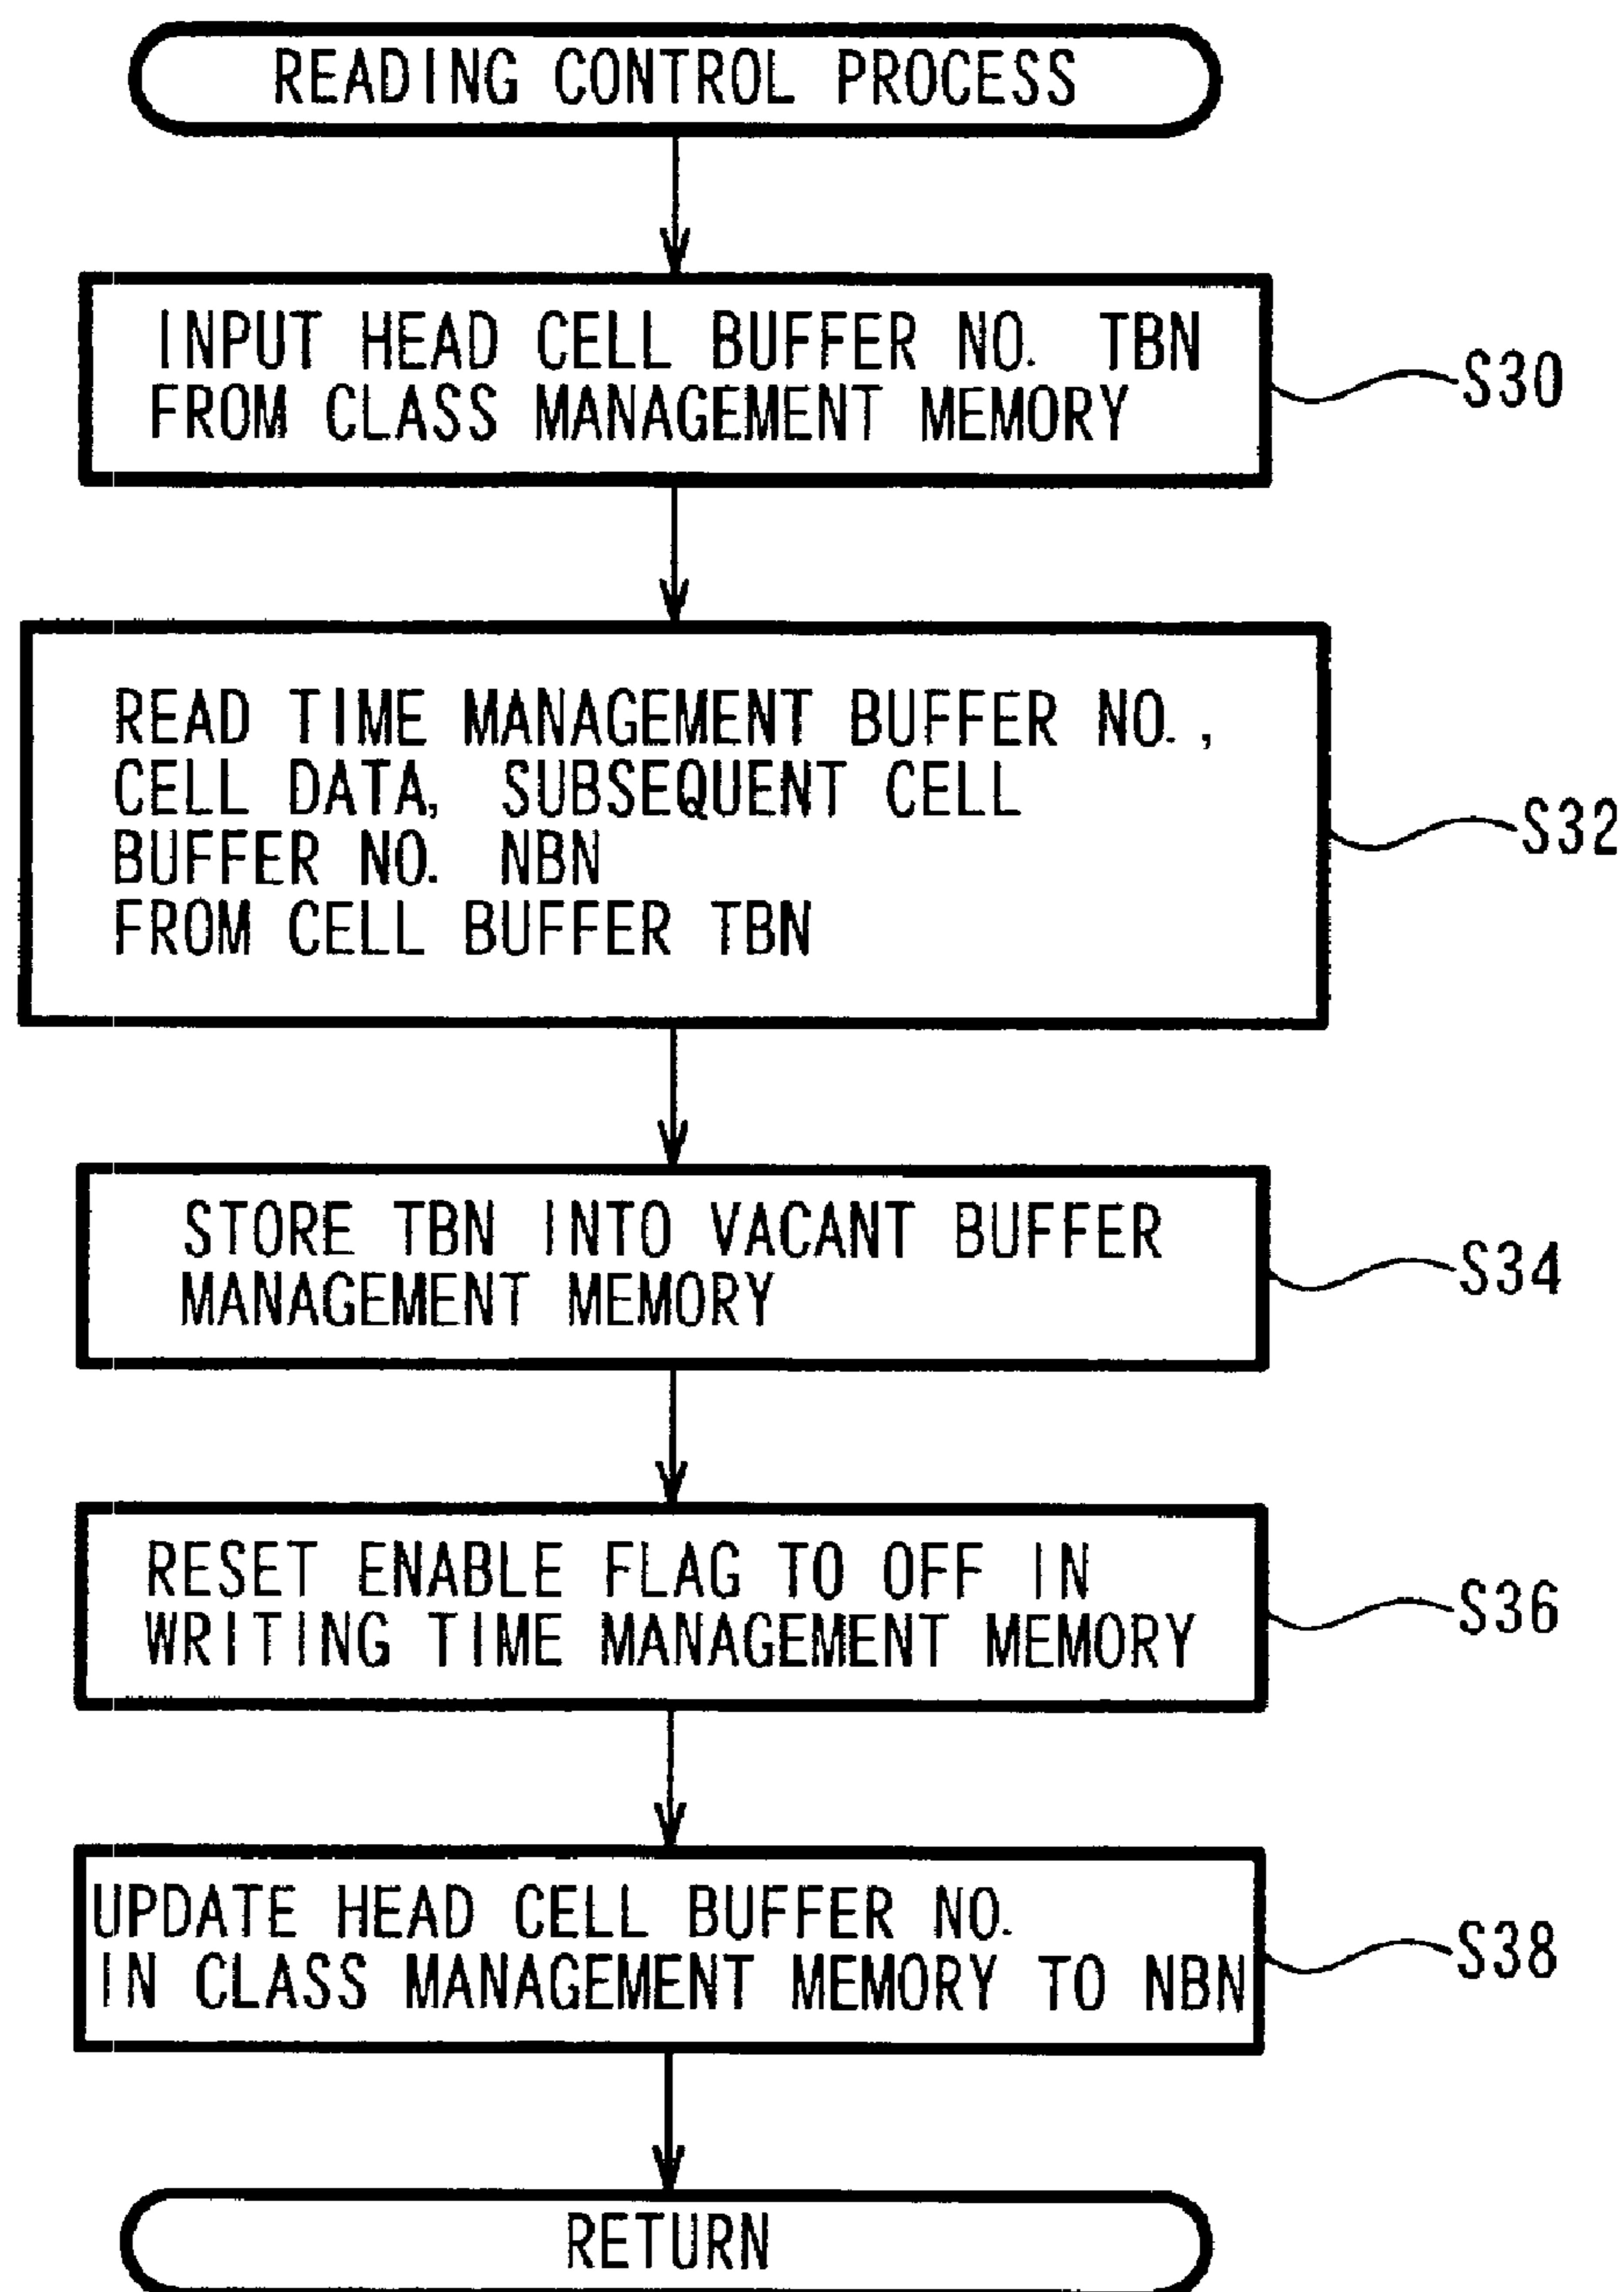 READING CONTROL PROCESS
INPUT HEAD CELL BUFFER NO. TBN
FROM CLASS MANAGEMENT MEMORY
S30
READ TIME MANAGEMENT BUFFER NO.,
CELL DATA, SUBSEQUENT CELL
BUFFER NO. NBN
FROM CELL BUFFER TBN
S32
STORE TBN INTO VACANT BUFFER
MANAGEMENT MEMORY
S34
RESET ENABLE FLAG TO OFF IN
WRITING TIME MANAGEMENT MEMORY
S36
UPDATE HEAD CELL BUFFER NO.
IN CLASS MANAGEMENT MEMORY TO NBN
S38
RETURN